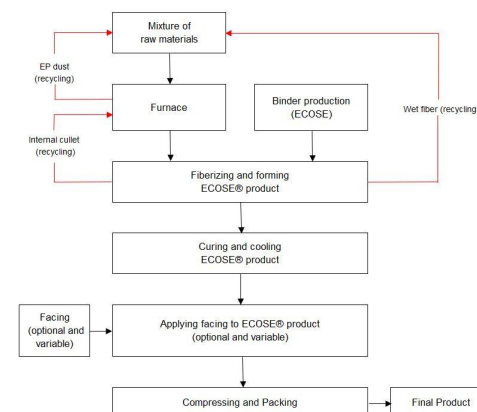 Mixture of
raw materials
EP dust
(recycling)
Furnace
Binder production
(ECOSE)
Wet fiber (recycling
Internal cullet
(recycling)
Fiberizing and forming
ECOSE® product
Curing and cooling
ECOSE® product
Facing
(optional and
variable)
Applying facing to ECOSE® product
(optional and variable)
Compressing and Packing
Final Product